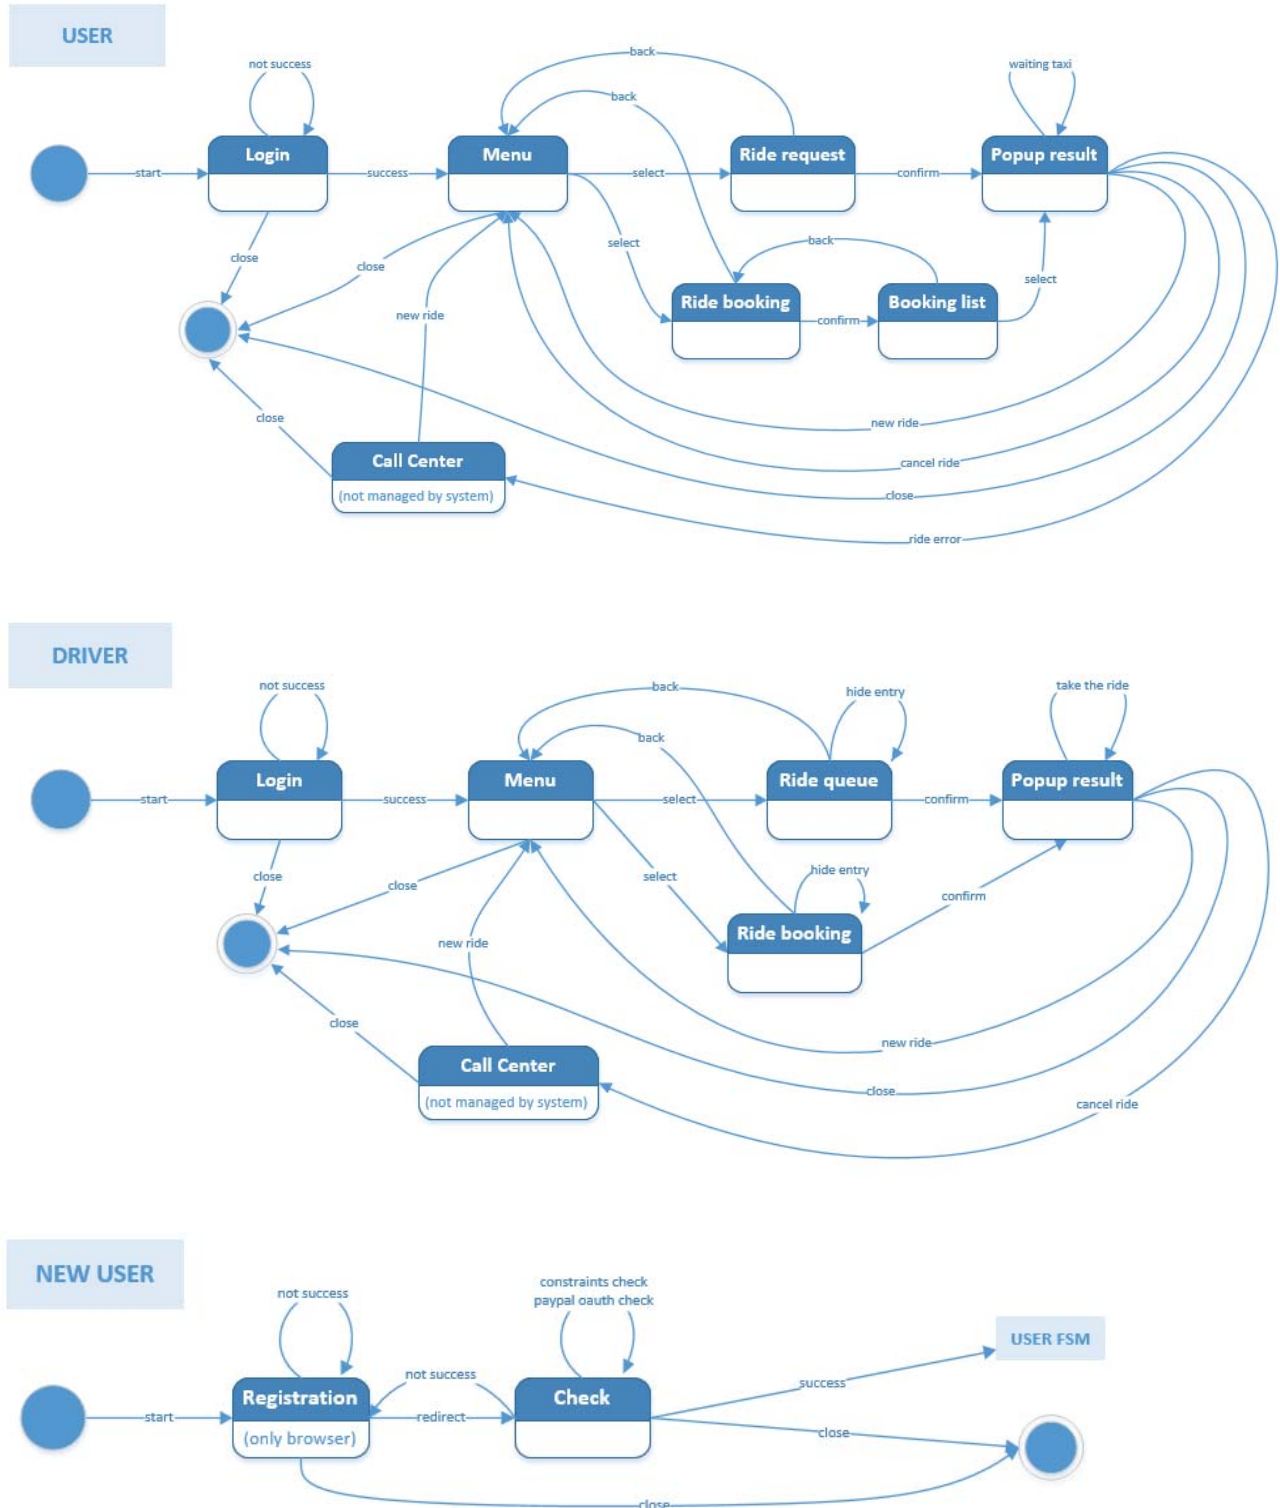 USER
back
not success
waiting taxi
back
Login
Menu
Ride request
Popup result
start
success
select
confirm
select
back
close
close
select
Ride booking
Booking list
new ride
confirm
close
new ride
Call Center
cancel ride
(not managed by system)
close
ride error
DRIVER
not success
back
hide entry
take the ride
back
Login
Menu
Ride queue
Popup result
start
success
select
confirm
close
close
select
hide entry
confirm
Ride booking
new ride
close
new ride
Call Center
close
(not managed by system)
cancel ride
NEW USER
not success
constraints check
paypal oauth check
USER FSM
not success
success
Registration
Check
start
redirect
close
(only browser)
close